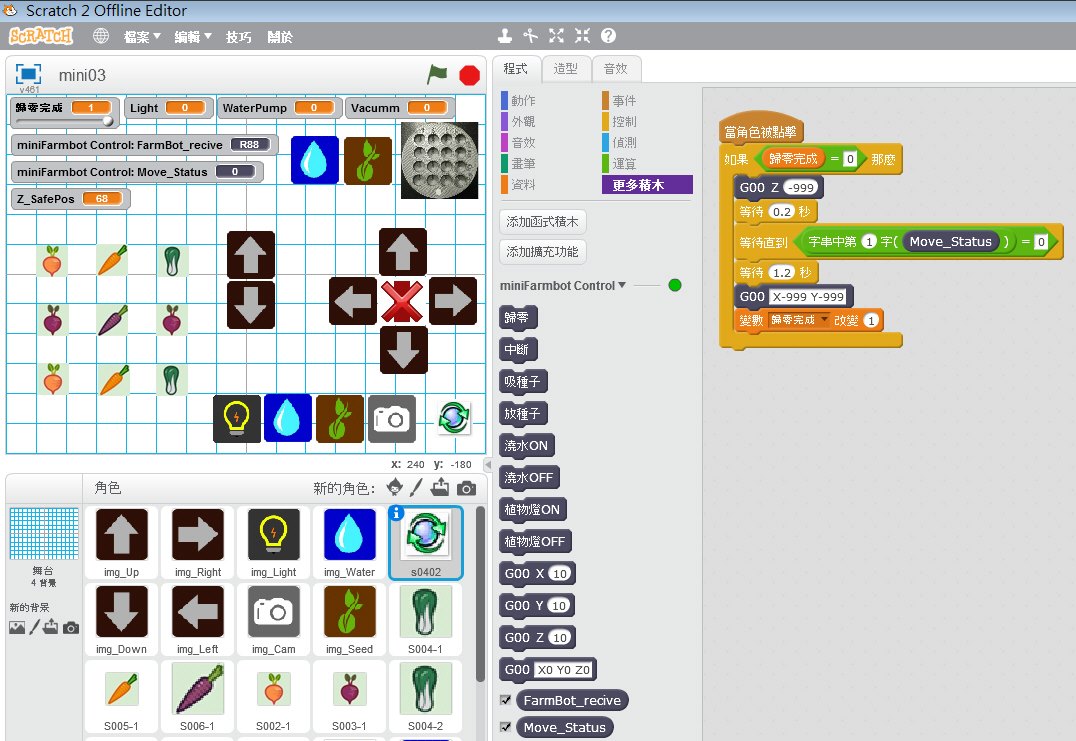 Scratch 2 Offline Editor
SCRATCH
檔案▼ 編輯▼ 技巧 關於
v461
mini03
歸零完成 1
Light 0
WaterPump 0
Vacumm 0
miniFarmbot Control: FarmBot_recive R88
miniFarmbot Control: Move_Status 0
Z_SafePos 68
x: 240 y: -180
角色
新的角色:
舞台
4 背景
新的背景
img_Up
img_Right
img_Light
img_Water
s0402
img_Down
img_Left
img_Cam
img_Seed
S004-1
S005-1
S006-1
S002-1
S003-1
S004-2
程式 造型 音效
動作
外觀
音效
畫筆
資料
事件
控制
偵測
運算
更多積木
添加函式積木
添加擴充功能
miniFarmbot Control▼
歸零
中斷
吸種子
放種子
澆水ON
澆水OFF
植物燈ON
植物燈OFF
G00 X 10
G00 Y 10
G00 Z 10
G00 X0 Y0 Z0
FarmBot_recive
Move_Status
當角色被點擊
如果 歸零完成 = 0 那麼
G00 Z -999
等待 0.2 秒
等待直到 字串中第 1 字( Move_Status ) = 0
等待 1.2 秒
G00 X-999 Y-999
變數 歸零完成 改變 1